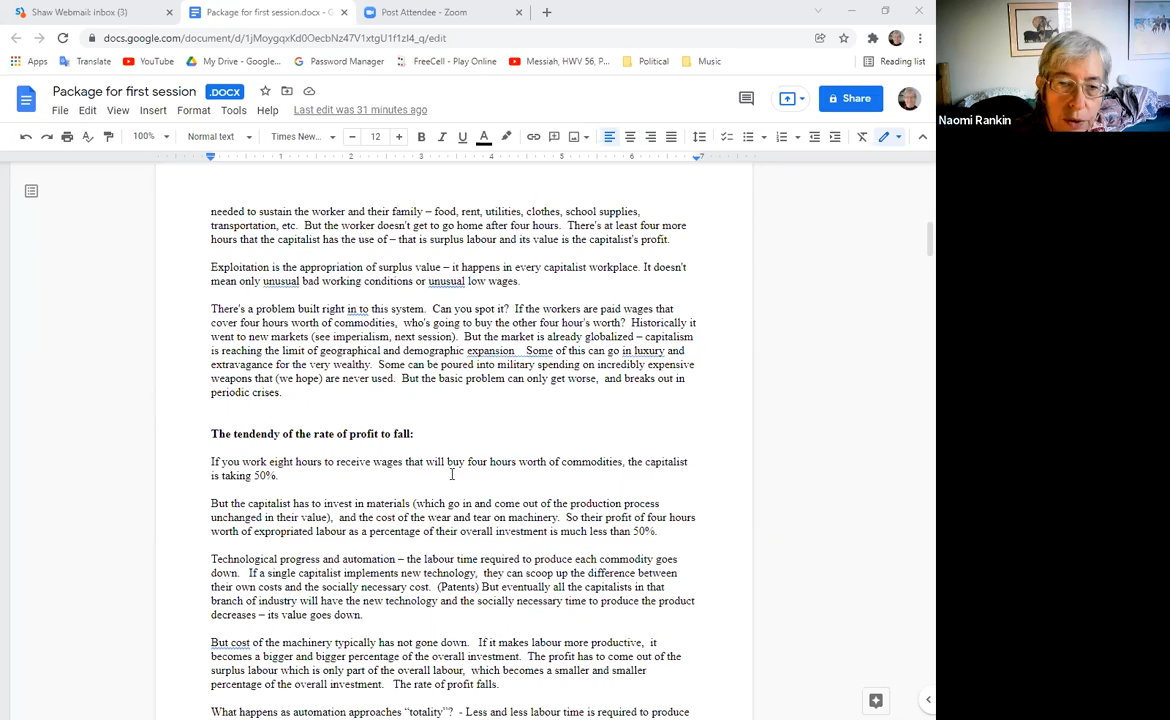 Shaw Webmail: inbox (3)
Package for first session.docx - G
Post Attendee - Zoom
docs.google.com/document/d/1jMoygqxKd0OecbNz47V1xtgU1f1zI4_q/edit
Apps
Translate
YouTube
My Drive - Google...
Password Manager
FreeCell - Play Online
Messiah, HWV 56, P...
Political
Music
Reading list
Package for first session
.DOCX
File
Edit
View
Insert
Format
Tools
Help
Last edit was 31 minutes ago
Share
100%
Normal text
Times New...
12
1 2 3 4 5 6 7
needed to sustain the worker and their family – food, rent, utilities, clothes, school supplies,
transportation, etc.  But the worker doesn't get to go home after four hours.  There's at least four more
hours that the capitalist has the use of – that is surplus labour and its value is the capitalist's profit.
Exploitation is the appropriation of surplus value – it happens in every capitalist workplace. It doesn't
mean only unusual bad working conditions or unusual low wages.
There's a problem built right in to this system.  Can you spot it?  If the workers are paid wages that
cover four hours worth of commodities,  who's going to buy the other four hour's worth?  Historically it
went to new markets (see imperialism, next session).  But the market is already globalized – capitalism
is reaching the limit of geographical and demographic expansion    Some of this can go in luxury and
extravagance for the very wealthy.  Some can be poured into military spending on incredibly expensive
weapons that (we hope) are never used.  But the basic problem can only get worse,  and breaks out in
periodic crises.
The tendendy of the rate of profit to fall:
If you work eight hours to receive wages that will buy four hours worth of commodities, the capitalist
is taking 50%.
But the capitalist has to invest in materials (which go in and come out of the production process
unchanged in their value),  and the cost of the wear and tear on machinery.  So their profit of four hours
worth of expropriated labour as a percentage of their overall investment is much less than 50%.
Technological progress and automation – the labour time required to produce each commodity goes
down.   If a single capitalist implements new technology,  they can scoop up the difference between
their own costs and the socially necessary cost.  (Patents) But eventually all the capitalists in that
branch of industry will have the new technology and the socially necessary time to produce the product
decreases – its value goes down.
But cost of the machinery typically has not gone down.   If it makes labour more productive,  it
becomes a bigger and bigger percentage of the overall investment.  The profit has to come out of the
surplus labour which is only part of the overall labour,  which becomes a smaller and smaller
percentage of the overall investment.   The rate of profit falls.
What happens as automation approaches “totality”?  - Less and less labour time is required to produce
Naomi Rankin